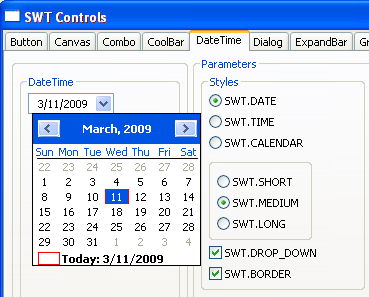 SWT Controls
Button Canvas Combo CoolBar DateTime Dialog ExpandBar
DateTime
3/11/2009
March, 2009
Sun Mon Tue Wed Thu Fri Sat
22 23 24 25 26 27 28
1 2 3 4 5 6 7
8 9 10 11 12 13 14
15 16 17 18 19 20 21
22 23 24 25 26 27 28
29 30 31 1 2 3 4
Today: 3/11/2009
Parameters
Styles
SWT.DATE
SWT.TIME
SWT.CALENDAR
SWT.SHORT
SWT.MEDIUM
SWT.LONG
SWT.DROP_DOWN
SWT.BORDER